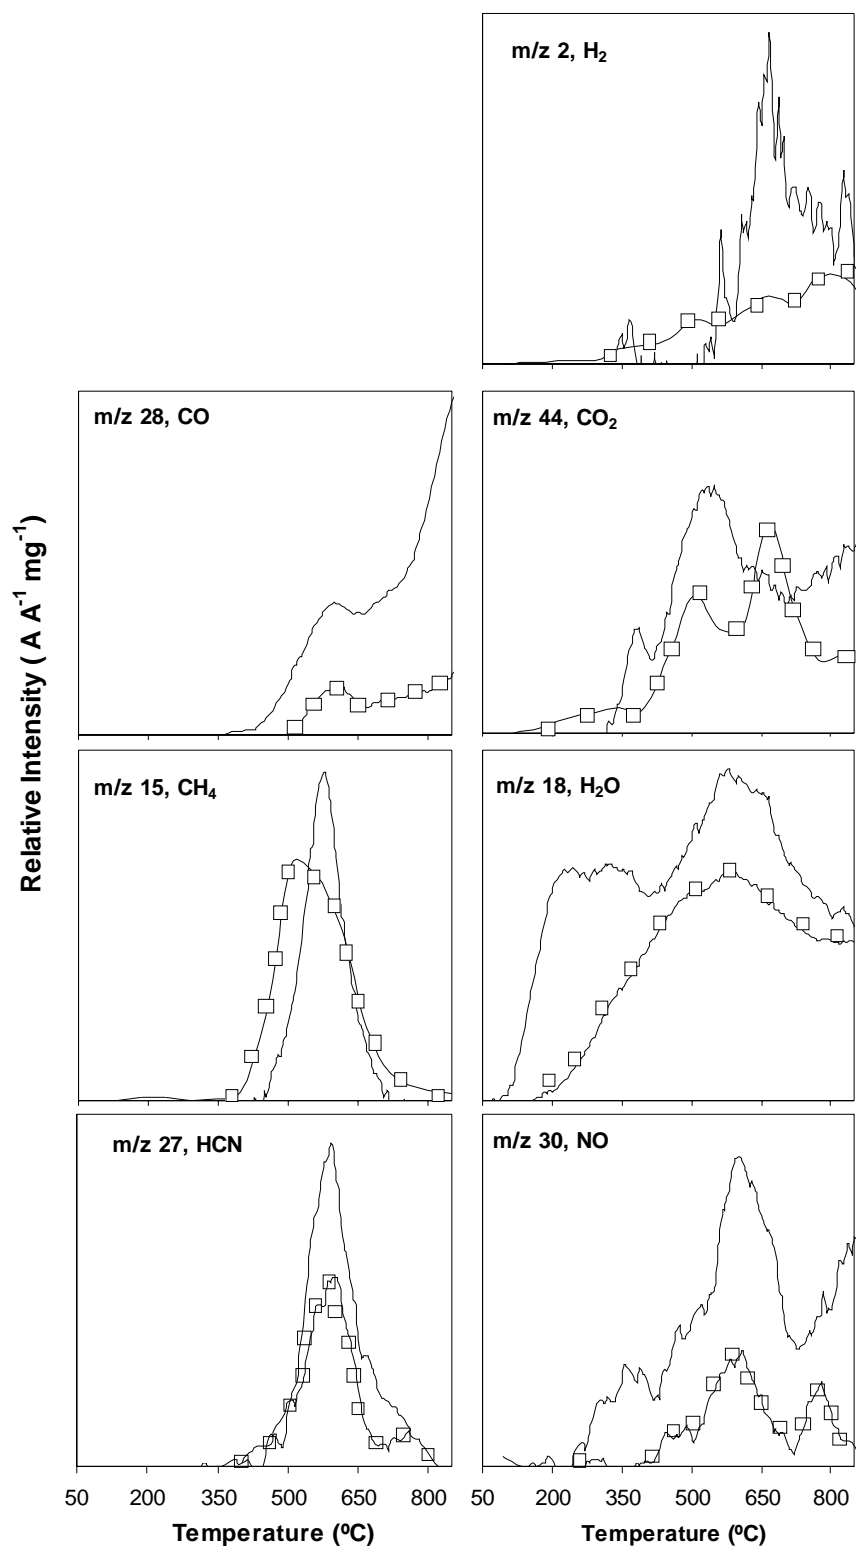 m/z 2, H₂
m/z 28, CO
m/z 44, CO₂
Relative Intensity ( A A⁻¹ mg⁻¹)
m/z 15, CH₄
m/z 18, H₂O
m/z 27, HCN
m/z 30, NO
50 200 350 500 650 800
50 200 350 500 650 800
Temperature (ºC)
Temperature (ºC)